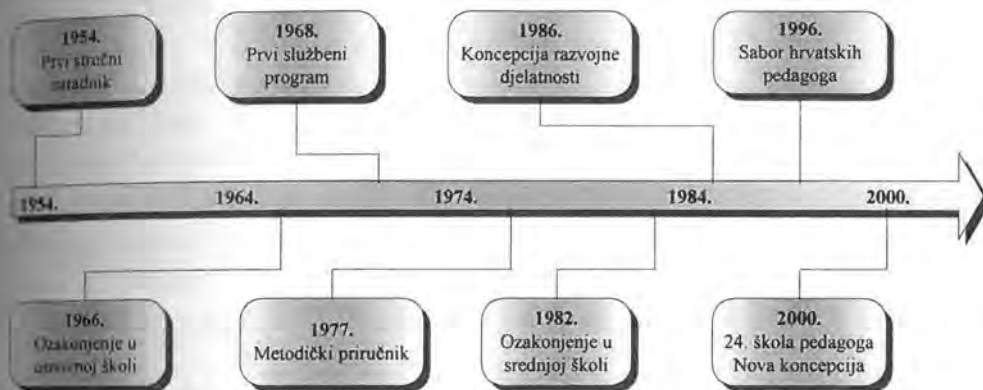 1954.
Prvi stručni
suradnik
1968.
Prvi službeni
program
1986.
Koncepcija razvojne
djelatnosti
1996.
Sabor hrvatskih
pedagoga
1954.
1964.
1974.
1984.
2000.
1966.
Ozakonjenje u
osnovnoj školi
1977.
Metodički priručnik
1982.
Ozakonjenje u
srednjoj školi
2000.
24. škola pedagoga
Nova koncepcija